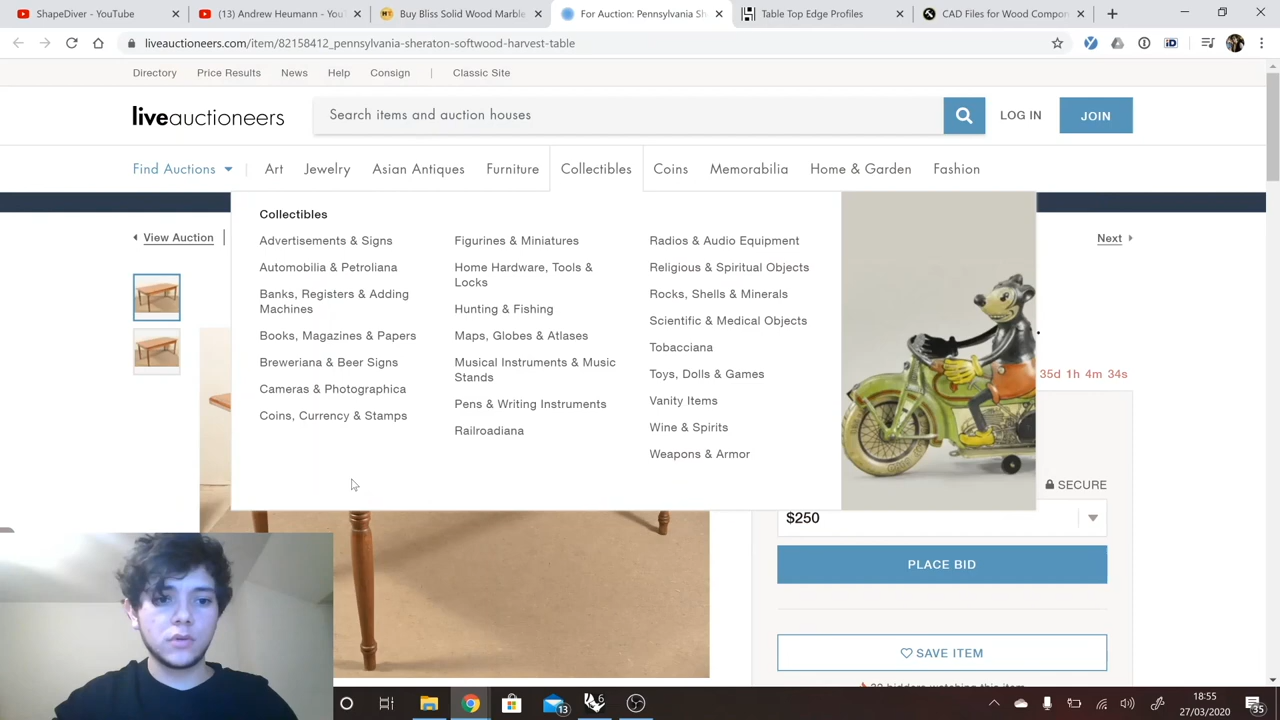 ShapeDiver - YouTube
(13) Andrew Heumann - YouT
Buy Bliss Solid Wood Marble
For Auction: Pennsylvania Sh
Table Top Edge Profiles
CAD Files for Wood Compon
liveauctioneers.com/item/82158412_pennsylvania-sheraton-softwood-harvest-table
Directory Price Results News Help Consign | Classic Site
liveauctioneers
Search items and auction houses
LOG IN
JOIN
Find Auctions Art Jewelry Asian Antiques Furniture Collectibles Coins Memorabilia Home & Garden Fashion
View Auction
Next
Collectibles
Advertisements & Signs
Automobilia & Petroliana
Banks, Registers & Adding
Machines
Books, Magazines & Papers
Breweriana & Beer Signs
Cameras & Photographica
Coins, Currency & Stamps
Figurines & Miniatures
Home Hardware, Tools &
Locks
Hunting & Fishing
Maps, Globes & Atlases
Musical Instruments & Music
Stands
Pens & Writing Instruments
Railroadiana
Radios & Audio Equipment
Religious & Spiritual Objects
Rocks, Shells & Minerals
Scientific & Medical Objects
Tobacciana
Toys, Dolls & Games
Vanity Items
Wine & Spirits
Weapons & Armor
35d 1h 4m 34s
SECURE
$250
PLACE BID
SAVE ITEM
13
6
18:55
27/03/2020
35